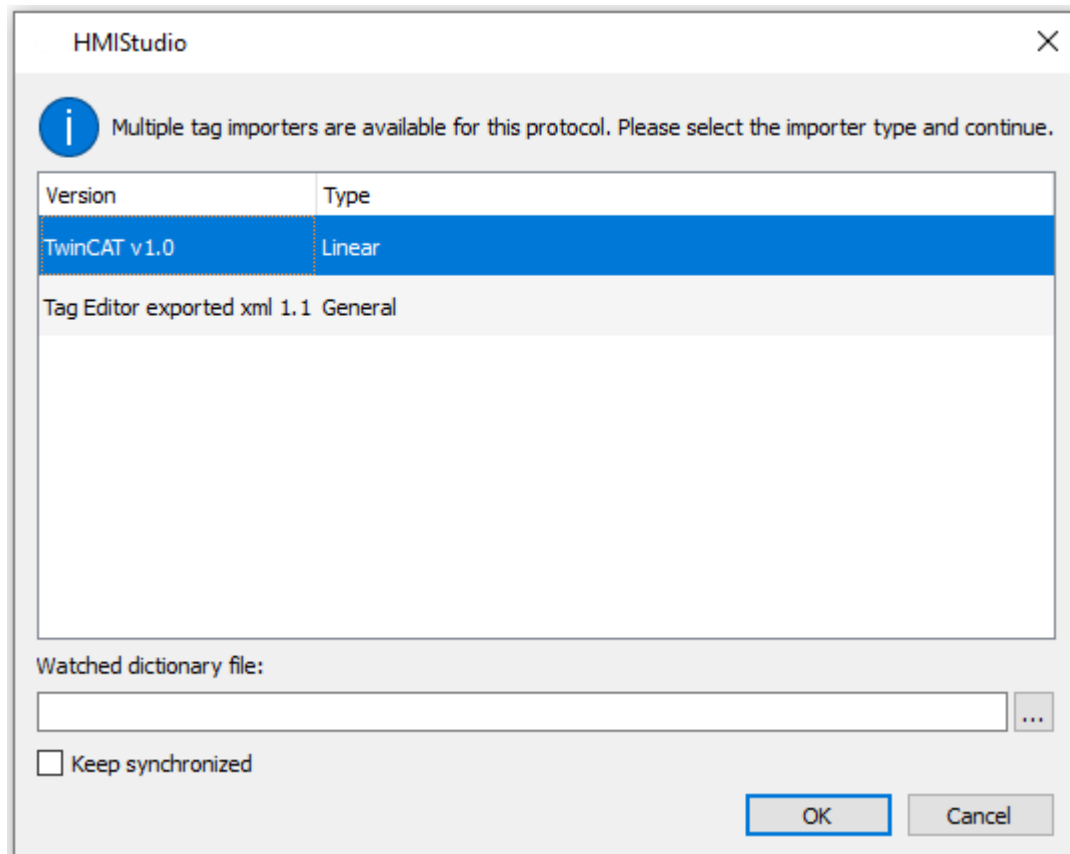 HMIStudio
Multiple tag importers are available for this protocol. Please select the importer type and continue.
Version Type
TwinCAT v1.0 Linear
Tag Editor exported xml 1.1 General
Watched dictionary file:
...
Keep synchronized
OK Cancel